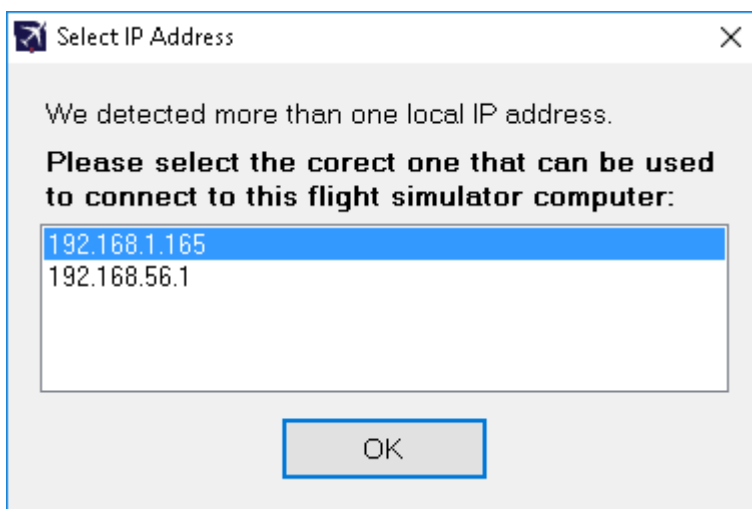 Select IP Address
We detected more than one local IP address.
Please select the corect one that can be used
to connect to this flight simulator computer:
192.168.1.165
192.168.56.1
OK